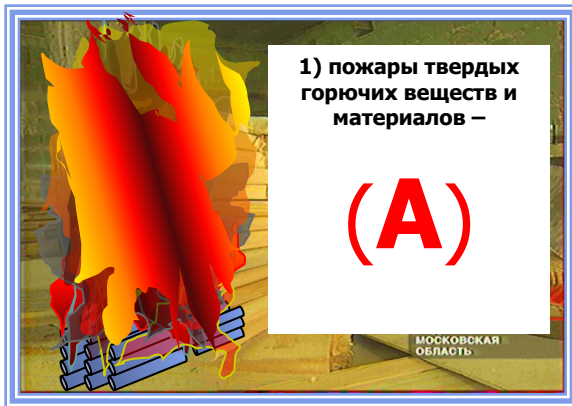 1) пожары твердых
горючих веществ и
материалов –
(А)
МОСКОВСКАЯ
ОБЛАСТЬ